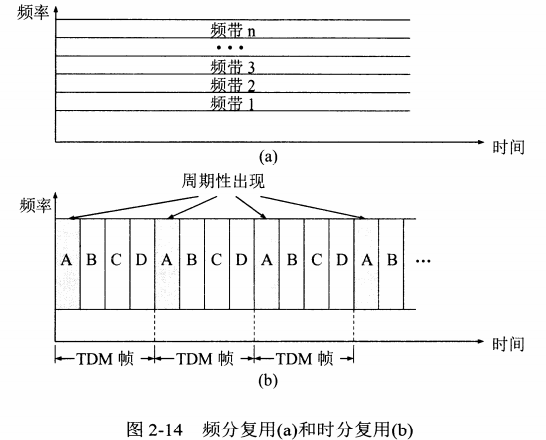 频率
频带 n
• • •
频带 3
频带 2
频带 1
时间
(a)
周期性出现
频率
A B C D A B C D A B C D A B …
时间
TDM 帧 TDM 帧 TDM 帧
(b)
图 2-14 频分复用(a)和时分复用(b)